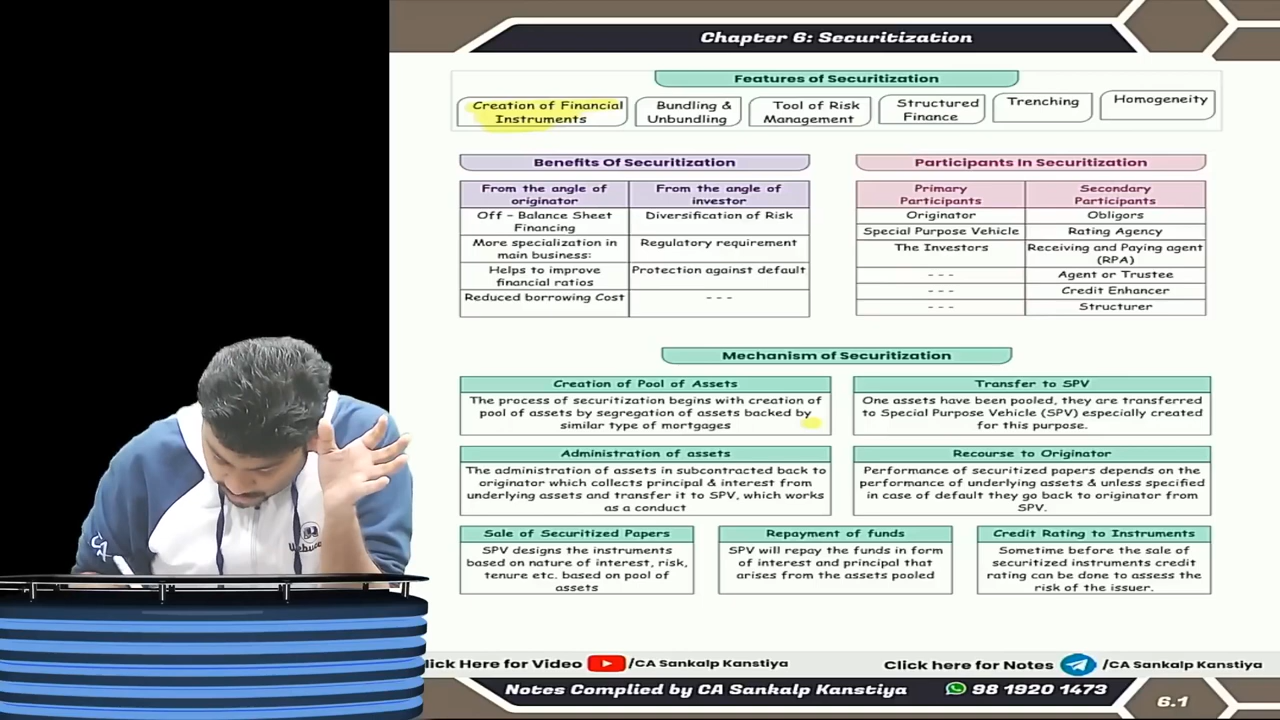 Chapter 6: Securitization
Features of Securitization
Creation of Financial
Instruments
Bundling &
Unbundling
Tool of Risk
Management
Structured
Finance
Trenching
Homogeneity
Benefits Of Securitization
From the angle of
originator
From the angle of
investor
Off - Balance Sheet
Financing
Diversification of Risk
More specialization in
main business:
Regulatory requirement
Helps to improve
financial ratios
Protection against default
Reduced borrowing Cost
- - -
Participants In Securitization
Primary
Participants
Secondary
Participants
Originator
Obligors
Special Purpose Vehicle
Rating Agency
The Investors
Receiving and Paying agent
(RPA)
- - -
Agent or Trustee
- - -
Credit Enhancer
- - -
Structurer
Mechanism of Securitization
Creation of Pool of Assets
The process of securitization begins with creation of
pool of assets by segregation of assets backed by
similar type of mortgages
Transfer to SPV
One assets have been pooled, they are transferred
to Special Purpose Vehicle (SPV) especially created
for this purpose.
Administration of assets
The administration of assets in subcontracted back to
originator which collects principal & interest from
underlying assets and transfer it to SPV, which works
as a conduct
Recourse to Originator
Performance of securitized papers depends on the
performance of underlying assets & unless specified
in case of default they go back to originator from
SPV.
Sale of Securitized Papers
SPV designs the instruments
based on nature of interest, risk,
tenure etc. based on pool of
assets
Repayment of funds
SPV will repay the funds in form
of interest and principal that
arises from the assets pooled
Credit Rating to Instruments
Sometime before the sale of
securitized instruments credit
rating can be done to assess the
risk of the issuer.
lick Here for Video /CA Sankalp Kanstiya
Click here for Notes /CA Sankalp Kanstiya
Notes Complied by CA Sankalp Kanstiya 98 1920 1473
6.1